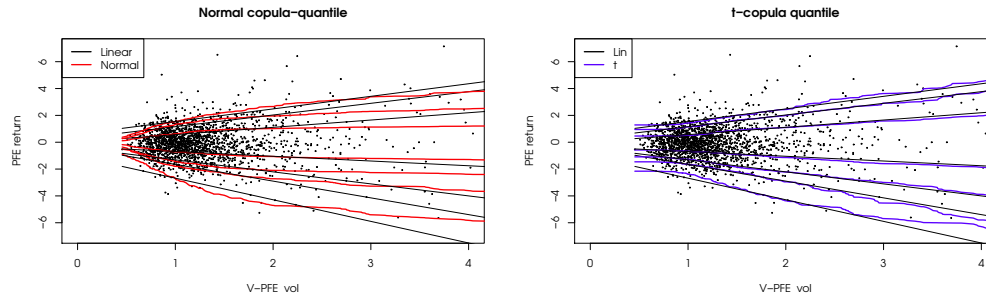 Normal copula−quantile
Linear
Normal
PFE return
6
4
2
0
−2
−4
−6
0 1 2 3 4
V−PFE vol
t−copula quantile
Lin
t
PFE return
6
4
2
0
−2
−4
−6
0 1 2 3 4
V−PFE vol